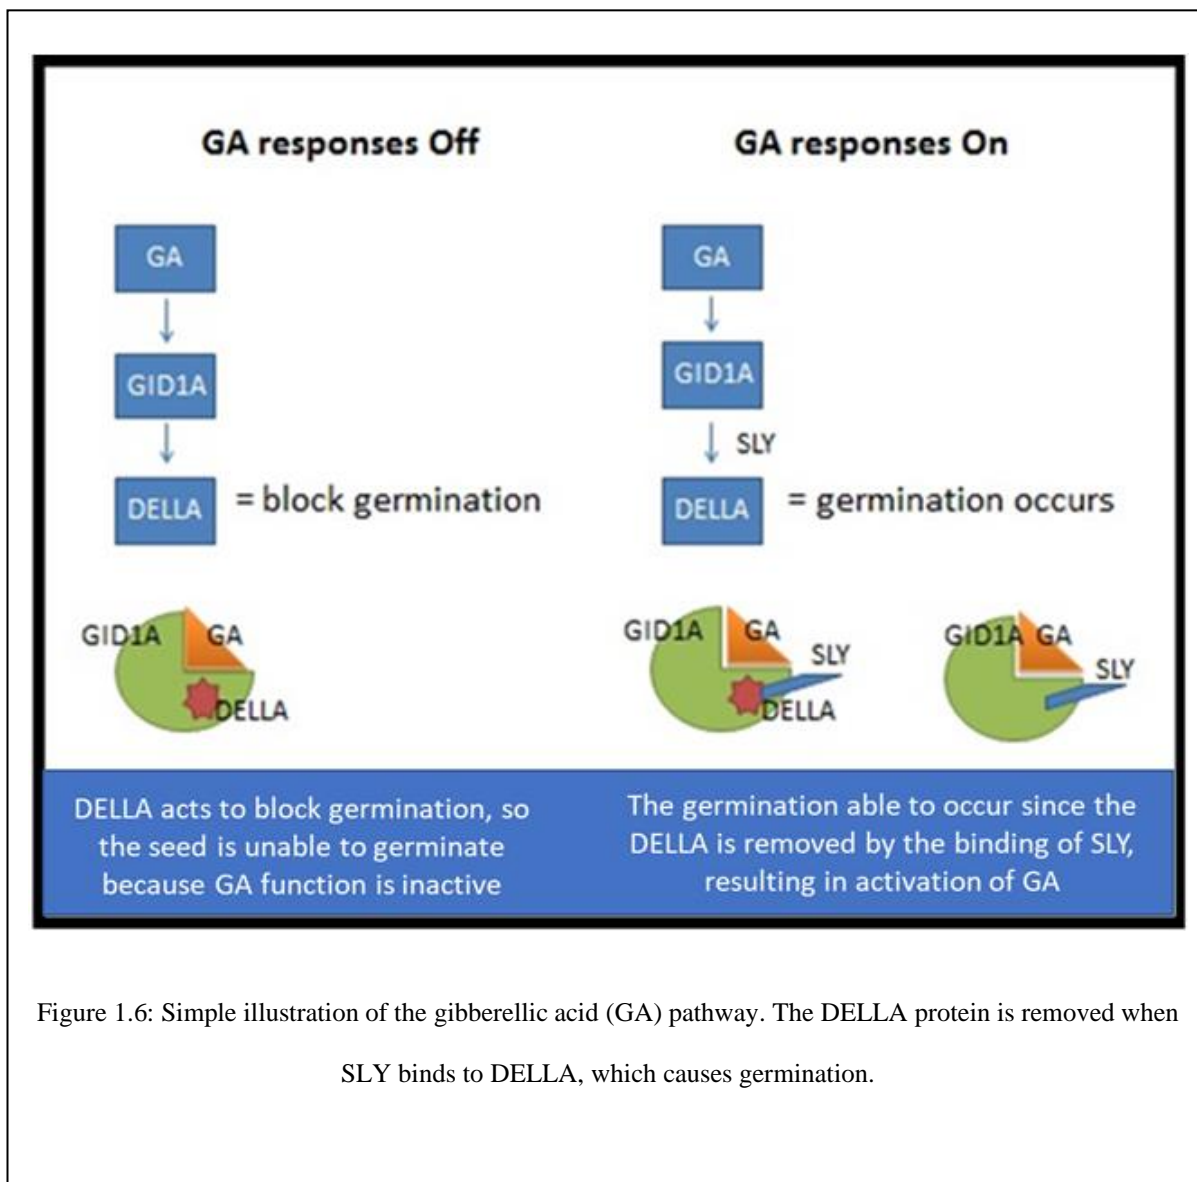 GA responses Off
GA
GID1A
DELLA
= block germination
GID1A
GA
DELLA
DELLA acts to block germination, so
the seed is unable to germinate
because GA function is inactive
GA responses On
GA
GID1A
SLY
DELLA
= germination occurs
GID1A
GA
SLY
DELLA
GID1A
GA
SLY
The germination able to occur since the
DELLA is removed by the binding of SLY,
resulting in activation of GA
Figure 1.6: Simple illustration of the gibberellic acid (GA) pathway. The DELLA protein is removed when
SLY binds to DELLA, which causes germination.